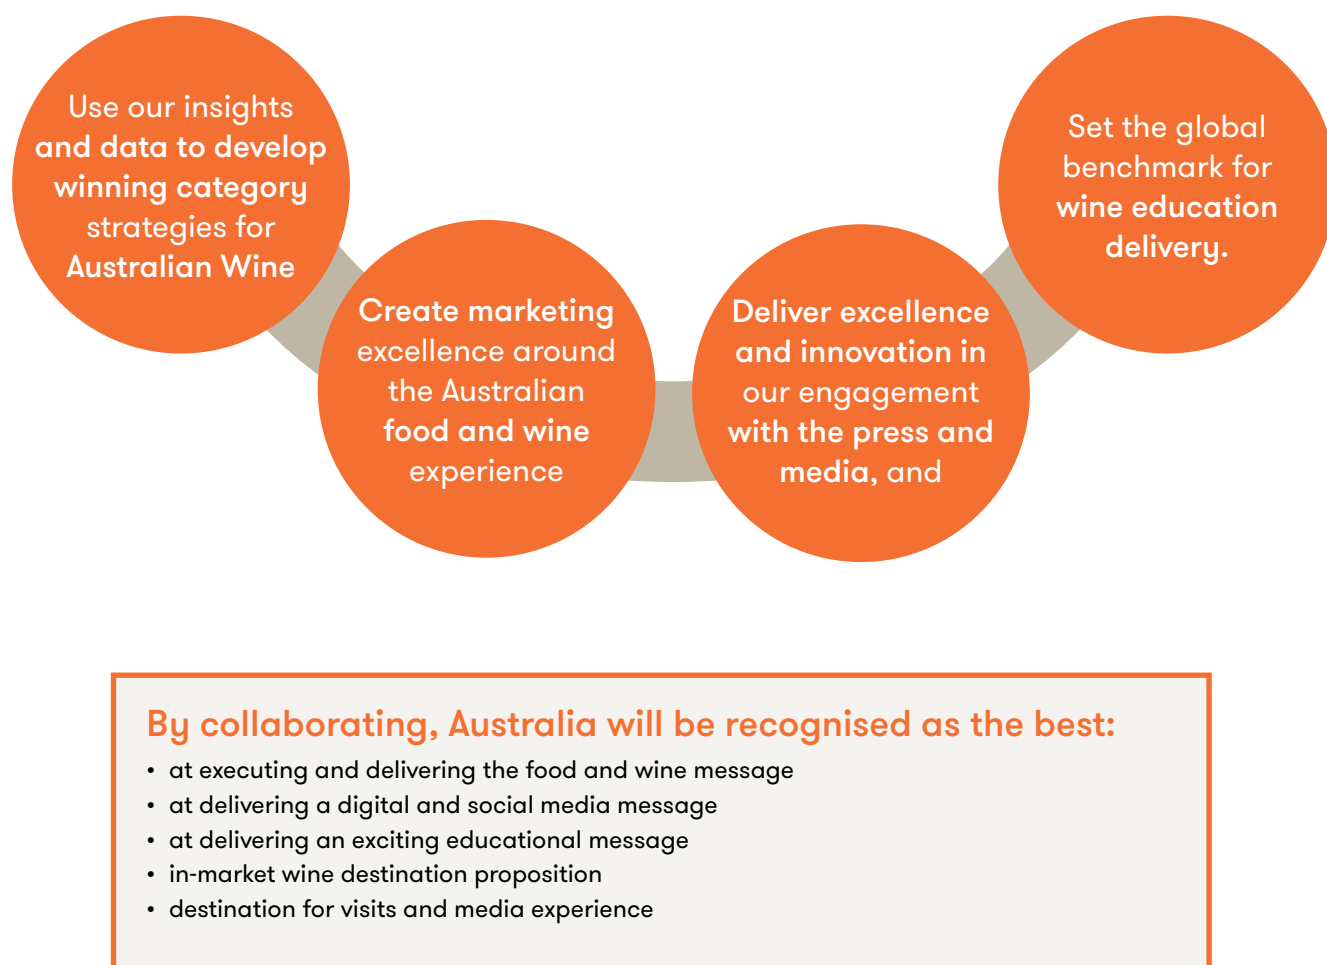 Use our insights
and data to develop
winning category
strategies for
Australian Wine
Create marketing
excellence around
the Australian
food and wine
experience
Deliver excellence
and innovation in
our engagement
with the press and
media, and
Set the global
benchmark for
wine education
delivery.
By collaborating, Australia will be recognised as the best:
• at executing and delivering the food and wine message
• at delivering a digital and social media message
• at delivering an exciting educational message
• in-market wine destination proposition
• destination for visits and media experience